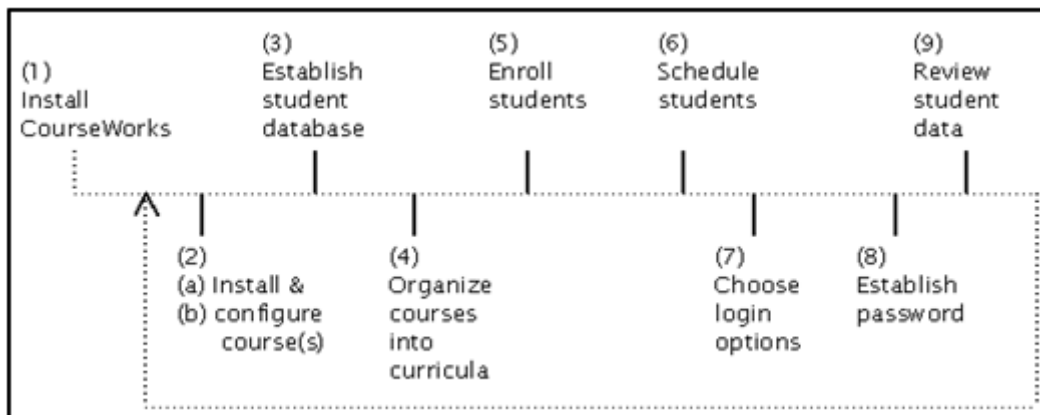 (1)
Install
CourseWorks
(2)
(a) Install &
(b) configure
course(s)
(3)
Establish
student
database
(4)
Organize
courses
into
curricula
(5)
Enroll
students
(6)
Schedule
students
(7)
Choose
login
options
(8)
Establish
password
(9)
Review
student
data